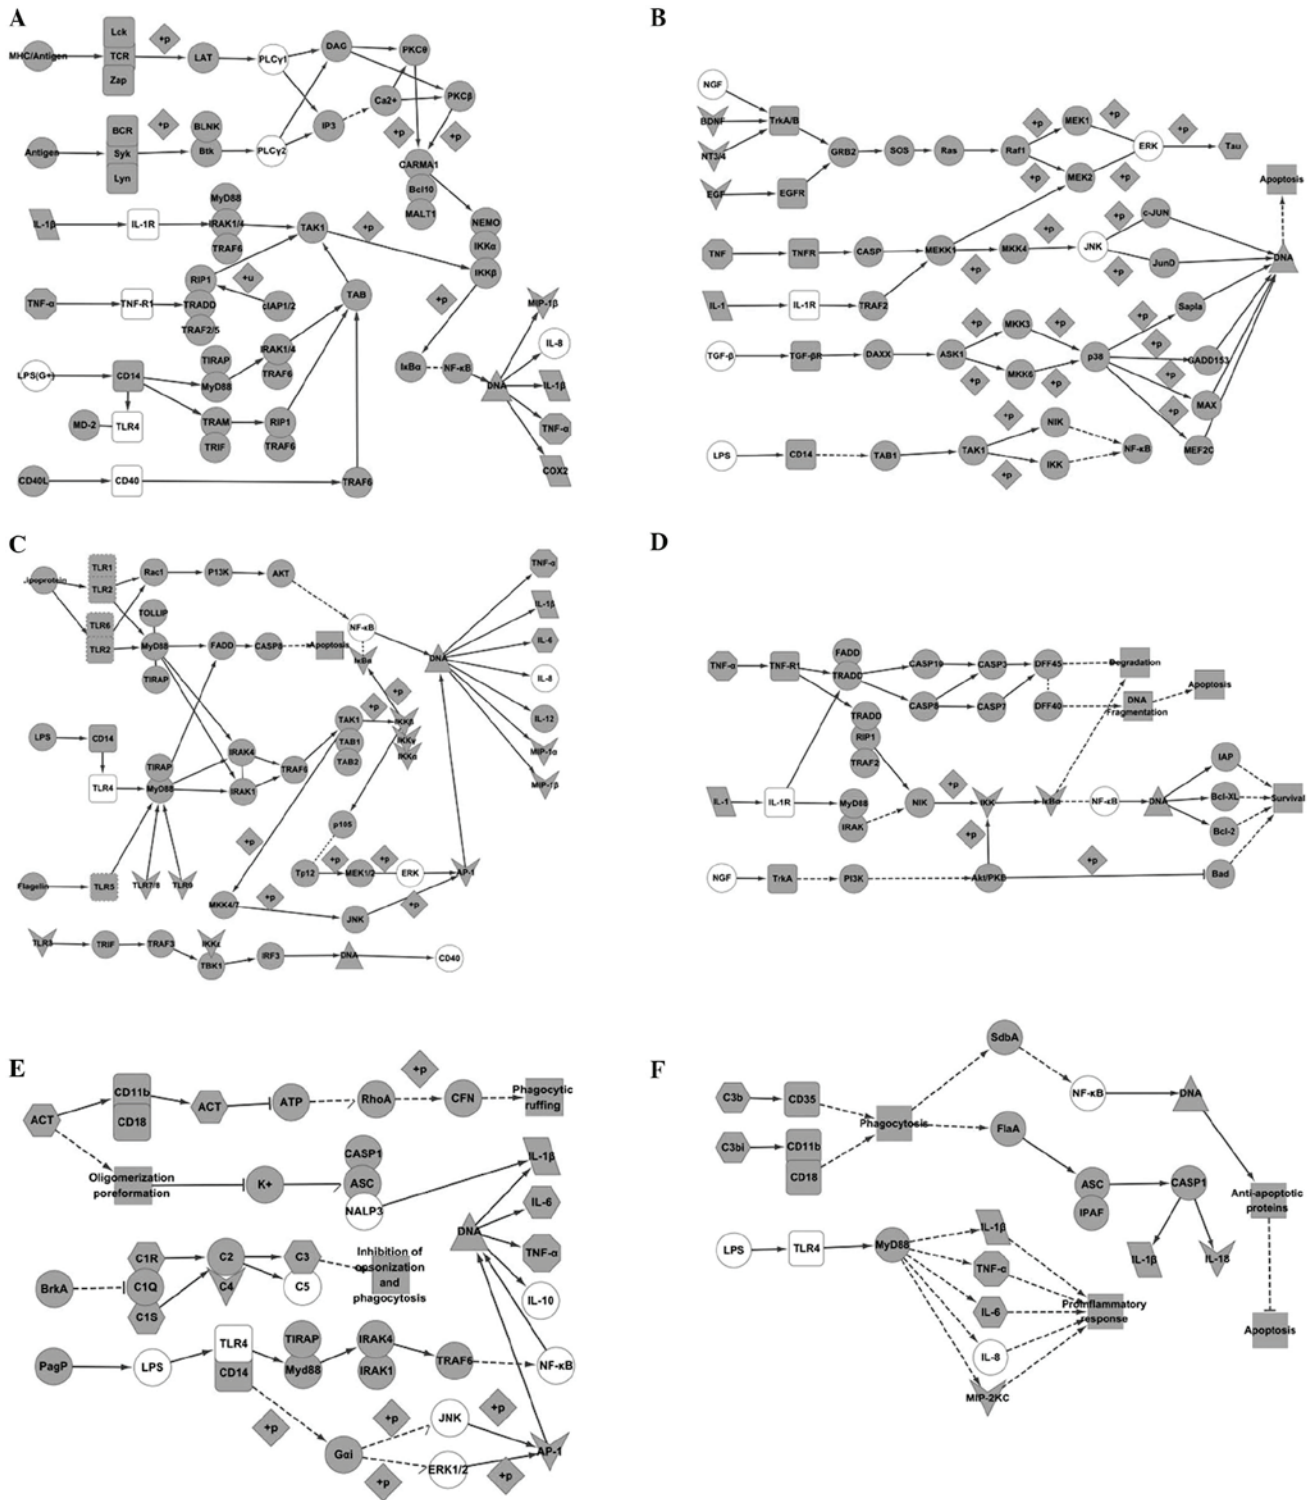 A
Lck
+p
MHC/Antigen
TCR
LAT
PLCγ1
DAG
PKCθ
Zap
Ca2+
PKCβ
IP3
BCR
+p
BLNK
+p
+p
Antigen
Syk
Btk
PLCγ2
Lyn
CARMA1
Bcl10
MALT1
MyD88
IL-1β
IL-1R
IRAK1/4
TRAF6
TAK1
+p
NEMO
IKKα
IKKβ
RIP1
+u
TNF-α
TNF-R1
TRADD
cIAP1/2
TAB
+p
MIP-1β
TRAF2/5
TIRAP
IRAK1/4
TRAF6
IL-8
LPS(G+)
CD14
MyD88
IκBα
NF-κB
DNA
IL-1β
MD-2
TLR4
TRAM
TRIF
RIP1
TRAF6
TNF-α
COX2
CD40L
CD40
TRAF6
B
NGF
BDNF
TrkA/B
NT3/4
EGF
EGFR
GRB2
SOS
Ras
Raf1
+p
MEK1
+p
ERK
+p
Tau
MEK2
+p
+p
Apoptosis
c-JUN
TNF
TNFR
CASP
MEKK1
MKK4
+p
JNK
DNA
+p
+p
JunD
IL-1
IL-1R
TRAF2
Sapla
+p
MKK3
+p
+p
TGF-β
TGF-βR
DAXX
ASK1
p38
+p
GADD153
+p
MKK6
+p
+p
MAX
+p
+p
NIK
MEF2C
LPS
CD14
TAB1
TAK1
NF-κB
IKK
+p
C
TLR1
Lipoprotein
TLR2
Rac1
P13K
AKT
TNF-α
IL-1β
TLR6
TLR2
TOLLIP
MyD88
TIRAP
FADD
CASP8
Apoptosis
NF-κB
IκBα
DNA
IL-6
IL-8
+p
+p
TAK1
TAB1
TAB2
IKKβ
IKKγ
IKKα
IL-12
MIP-1α
MIP-1β
LPS
CD14
TLR4
TIRAP
MyD88
IRAK4
IRAK1
TRAF6
p105
+p
+p
+p
Tp12
MEK1/2
ERK
AP-1
Flagelin
TLR5
TLR7/8
TLR9
MKK4/7
+p
JNK
+p
TLR3
TRIF
TRAF3
IKKε
TBK1
IRF3
DNA
CD40
D
TNF-α
TNF-R1
FADD
TRADD
CASP10
CASP3
DFF45
Degradation
CASP8
CASP7
DFF40
DNA
Fragmentation
Apoptosis
TRADD
RIP1
TRAF2
IL-1
IL-1R
MyD88
IRAK
NIK
+p
IKK
IκBα
NF-κB
DNA
IAP
Bcl-XL
Bcl-2
Survival
+p
+p
NGF
TrkA
PI3K
Akt/PKB
Bad
E
+p
ACT
CD11b
CD18
ACT
ATP
RhoA
CFN
Phagocytic
ruffing
Oligomerization
poreformation
K+
CASP1
ASC
NALP3
IL-1β
IL-6
DNA
TNF-α
C1R
C2
C3
Inhibition of
opsonization
and
phagocytosis
BrkA
C1Q
C4
C5
C1S
IL-10
PagP
LPS
TLR4
CD14
TIRAP
Myd88
IRAK4
IRAK1
TRAF6
NF-κB
+p
+p
JNK
+p
Gαi
AP-1
+p
ERK1/2
+p
F
SdbA
C3b
CD35
NF-κB
DNA
Phagocytosis
FlaA
C3bi
CD11b
CD18
ASC
IPAF
CASP1
Anti-apoptotic
proteins
LPS
TLR4
MyD88
IL-1β
TNF-α
IL-6
IL-8
MIP-2KC
Proinflammatory
response
IL-1β
IL-18
Apoptosis